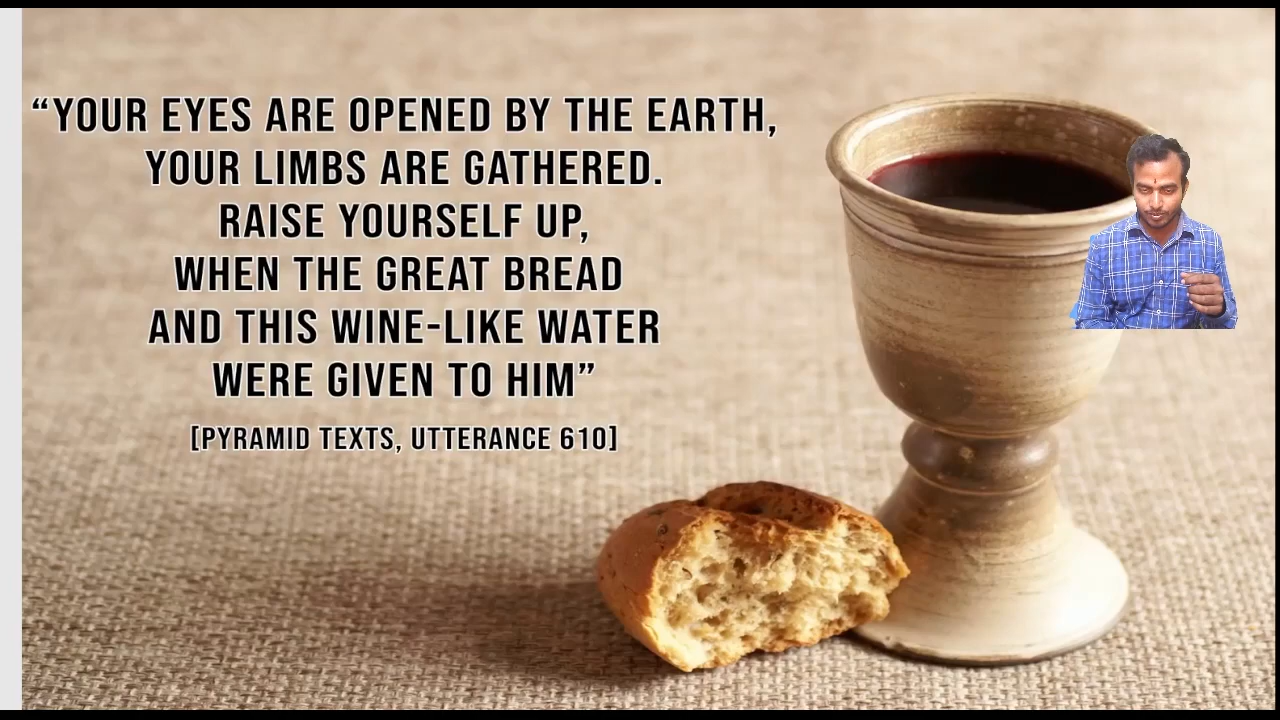 “YOUR EYES ARE OPENED BY THE EARTH,
YOUR LIMBS ARE GATHERED.
RAISE YOURSELF UP,
WHEN THE GREAT BREAD
AND THIS WINE-LIKE WATER
WERE GIVEN TO HIM”
[PYRAMID TEXTS, UTTERANCE 610]